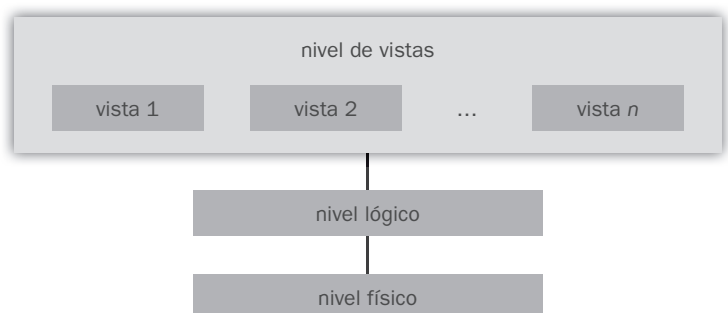 nivel de vistas
vista 1 vista 2 ... vista n
nivel lógico
nivel físico